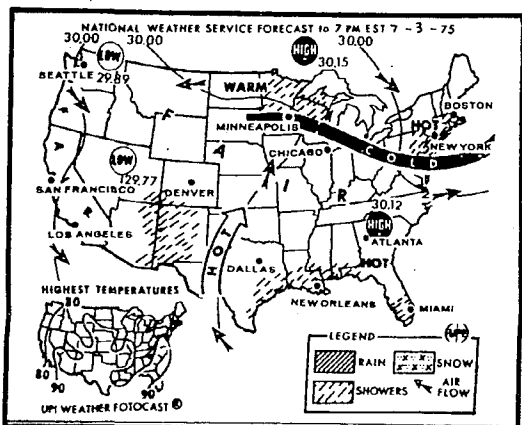 NATIONAL WEATHER SERVICE FORECAST to 7 PM EST 7 - 3 - 75
30.00
30.00
30.00
LOW
HIGH
30.15
SEATTLE
29.89
WARM
BOSTON
HOT
MINNEAPOLIS
NEW YORK
COLD
CHICAGO
FAIR
FAIR
LOW
29.77
SAN FRANCISCO
DENVER
30.12
HIGH
LOS ANGELES
ATLANTA
HOT
DALLAS
HOT
NEW ORLEANS
MIAMI
HIGHEST TEMPERATURES
80
80
90
90
UPI WEATHER FOTOCAST ®
LEGEND
UPI
RAIN
SNOW
SHOWERS
AIR FLOW